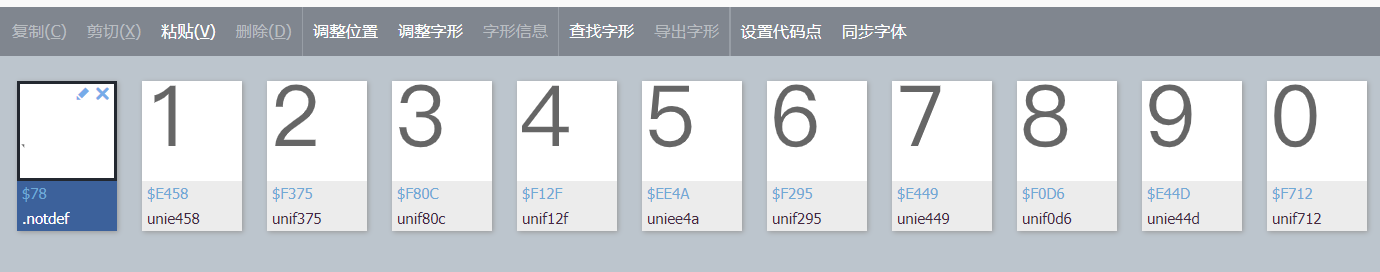 复制(C) 剪切(X) 粘贴(V) 删除(D) 调整位置 调整字形 字形信息 查找字形 导出字形 设置代码点 同步字体
1 2 3 4 5 6 7 8 9 0
$78 $E458 $F375 $F80C $F12F $EE4A $F295 $E449 $F0D6 $E44D $F712
.notdef unie458 unif375 unif80c unif12f uniee4a unif295 unie449 unif0d6 unie44d unif712